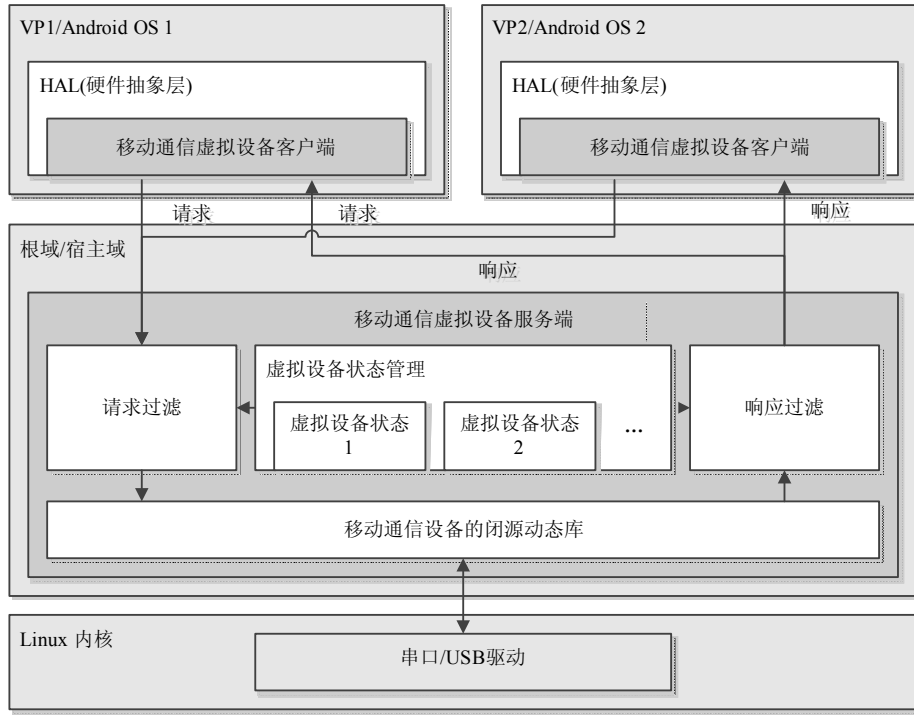 VP1/Android OS 1
HAL(硬件抽象层)
移动通信虚拟设备客户端
VP2/Android OS 2
HAL(硬件抽象层)
移动通信虚拟设备客户端
请求
请求
响应
根域/宿主域
响应
移动通信虚拟设备服务端
请求过滤
虚拟设备状态管理
虚拟设备状态
1
虚拟设备状态
2
...
响应过滤
移动通信设备的闭源动态库
Linux 内核
串口/USB驱动